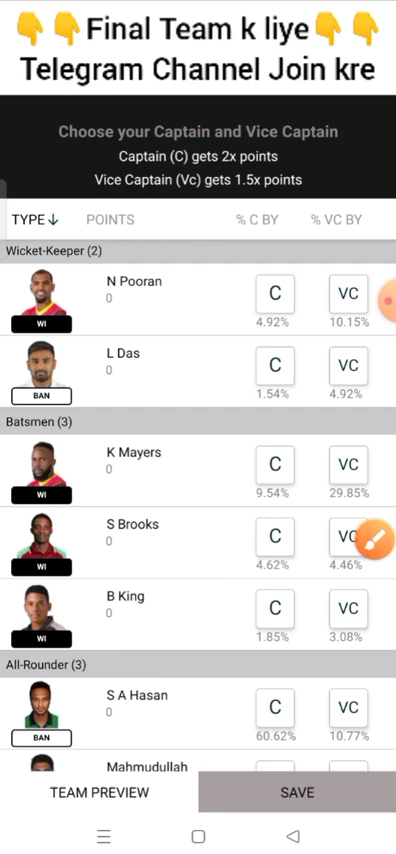 👇👇Final Team k liye👇👇
Telegram Channel Join kre
Choose your Captain and Vice Captain
Captain (C) gets 2x points
Vice Captain (Vc) gets 1.5x points
TYPE↓ POINTS % C BY % VC BY
Wicket-Keeper (2)
N Pooran
0
C VC
WI
4.92% 10.15%
L Das
0
C VC
BAN
1.54% 4.92%
Batsmen (3)
K Mayers
0
C VC
WI
9.54% 29.85%
S Brooks
0
C VC
WI
4.62% 4.46%
B King
0
C VC
WI
1.85% 3.08%
All-Rounder (3)
S A Hasan
0
C VC
BAN
60.62% 10.77%
Mahmudullah
TEAM PREVIEW SAVE